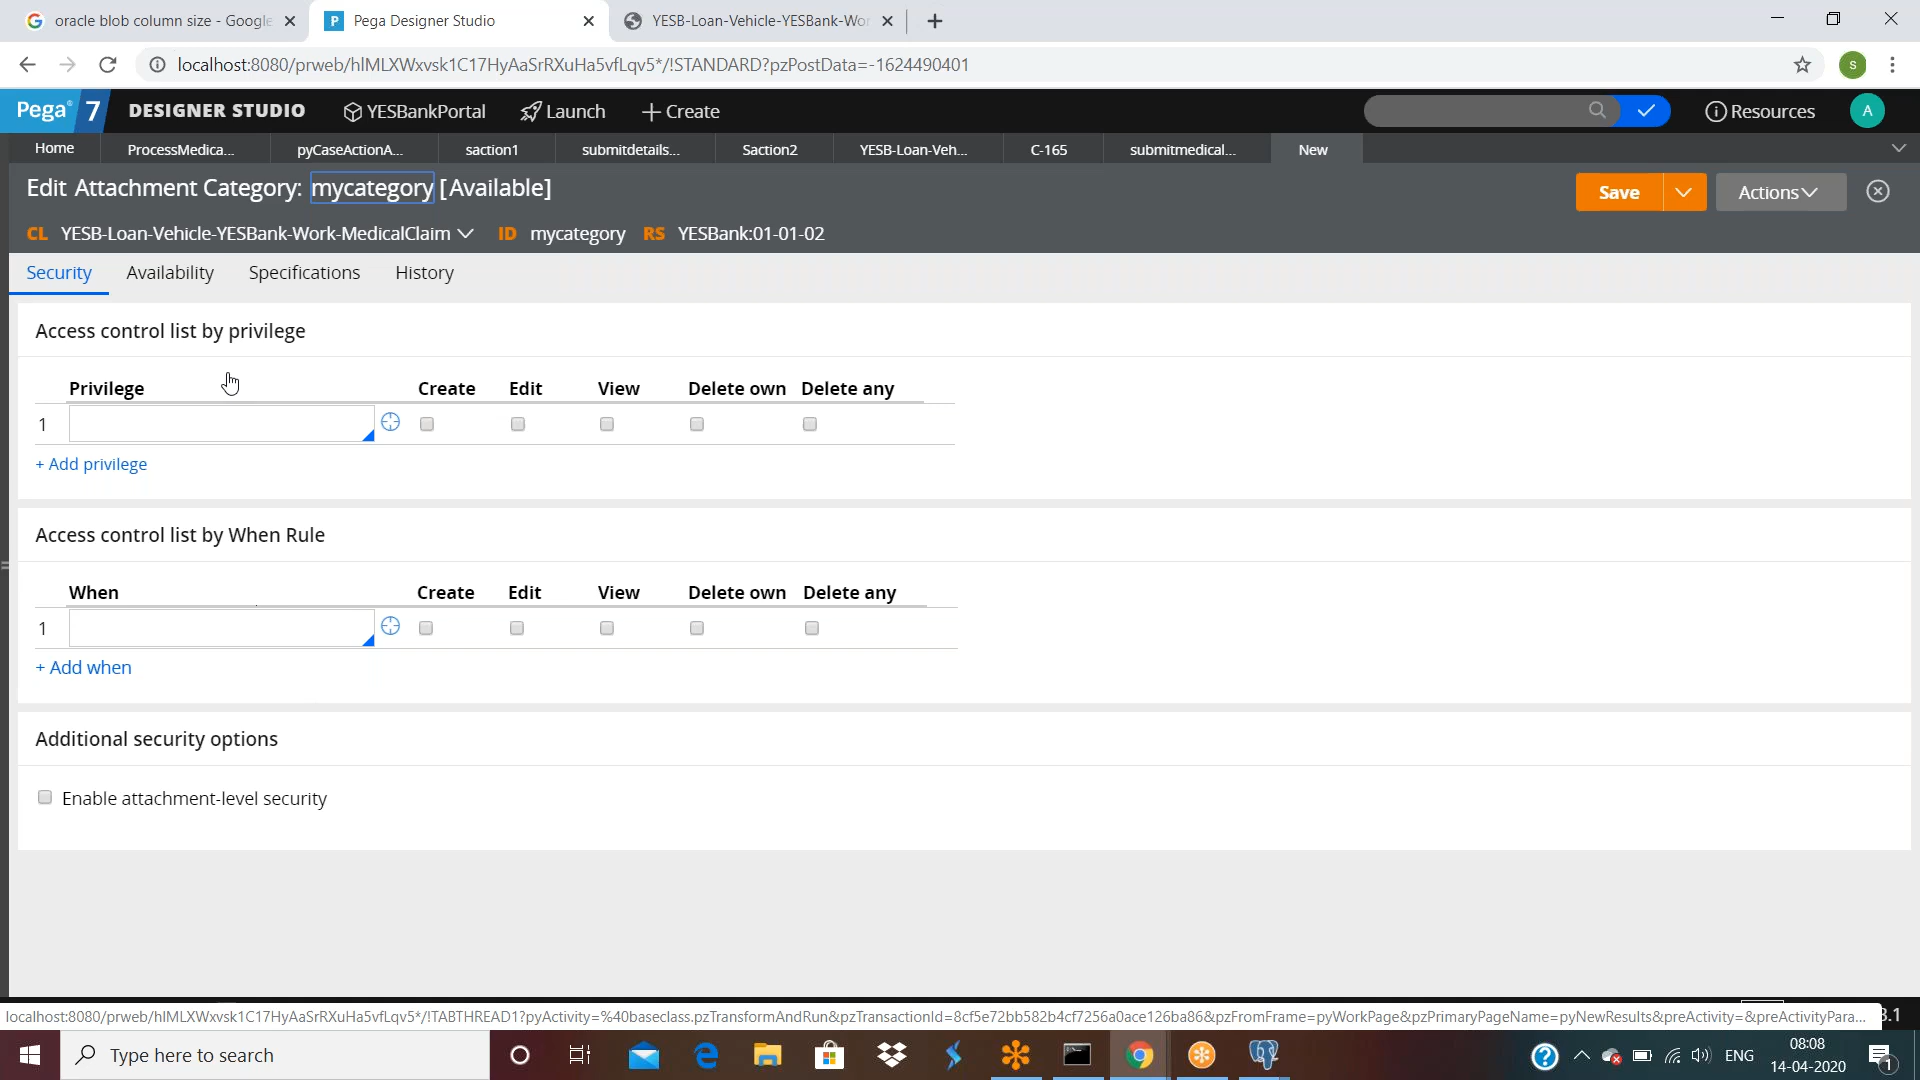 oracle blob column size - Google
Pega Designer Studio
YESB-Loan-Vehicle-YESBank-Wo
localhost:8080/prweb/hIMLXWxvsk1C17HyAaSrRXuHa5vfLqv5*/!STANDARD?pzPostData=-1624490401
S
Pega 7 DESIGNER STUDIO YESBankPortal Launch + Create Resources A
Home ProcessMedica... pyCaseActionA... saction1 submitdetails... Saction2 YESB-Loan-Veh... C-165 submitmedical... New
Edit Attachment Category: mycategory [Available]
Save Actions
CL YESB-Loan-Vehicle-YESBank-Work-MedicalClaim ID mycategory RS YESBank:01-01-02
Security Availability Specifications History
Access control list by privilege
Privilege Create Edit View Delete own Delete any
1
+ Add privilege
Access control list by When Rule
When Create Edit View Delete own Delete any
1
+ Add when
Additional security options
Enable attachment-level security
localhost:8080/prweb/hIMLXWxvsk1C17HyAaSrRXuHa5vfLqv5*/!TABTHREAD1?pyActivity=%40baseclass.pzTransformAndRun&pzTransactionId=8cf5e72bb582b4cf7256a0ace126ba86&pzFromFrame=pyWorkPage&pzPrimaryPageName=pyNewResults&preActivity=&preActivityPara...
Type here to search
ENG
08:08
14-04-2020
1